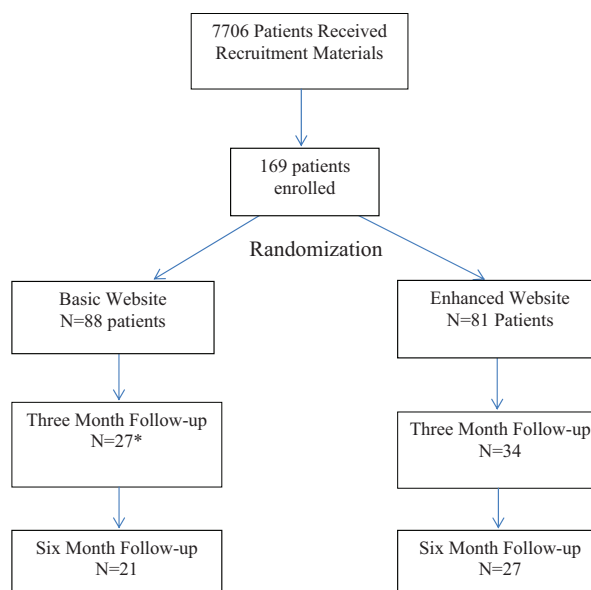 7706 Patients Received
Recruitment Materials
169 patients
enrolled
Randomization
Basic Website
N=88 patients
Enhanced Website
N=81 Patients
Three Month Follow-up
N=27*
Three Month Follow-up
N=34
Six Month Follow-up
N=21
Six Month Follow-up
N=27